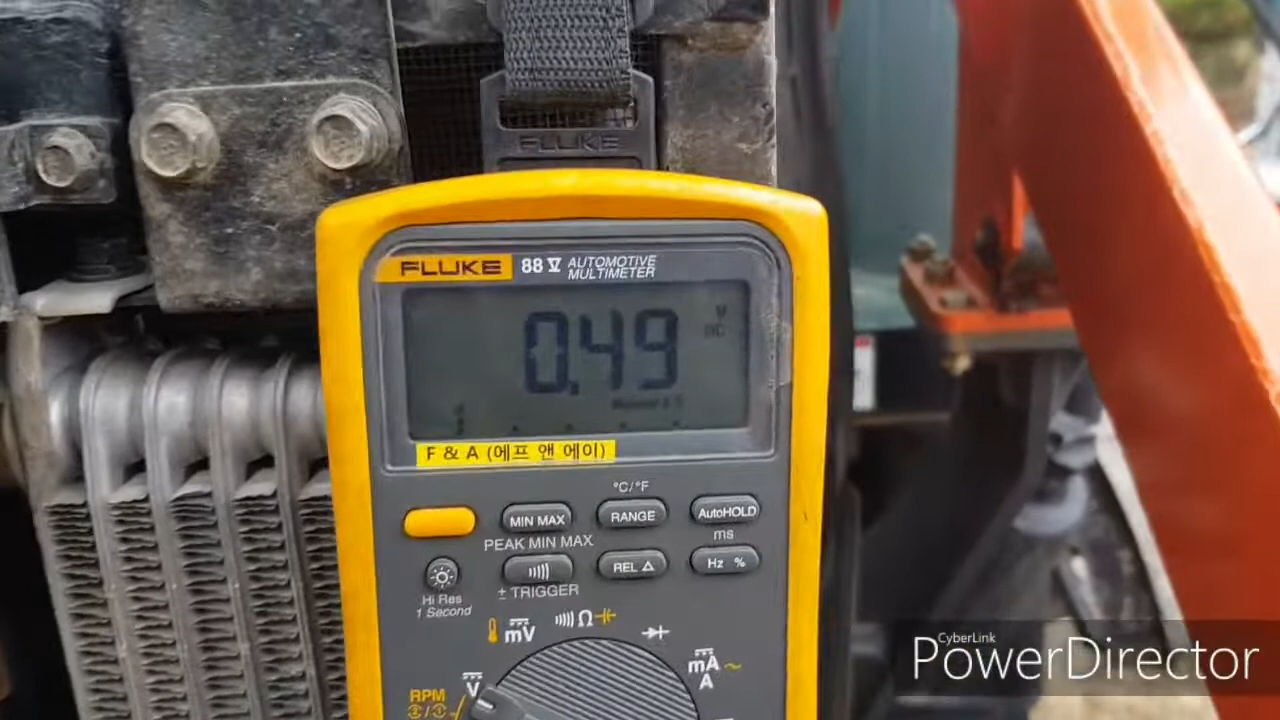 FLUKE
FLUKE 88 V AUTOMOTIVE
MULTIMETER
0.49
V
DC
F & A (에프 앤 에이)
°C/°F
MIN MAX RANGE AutoHOLD
PEAK MIN MAX ms
REL △ Hz %
Hi Res
1 Second
± TRIGGER
mV Ω
mA
A
V
RPM
CyberLink
PowerDirector